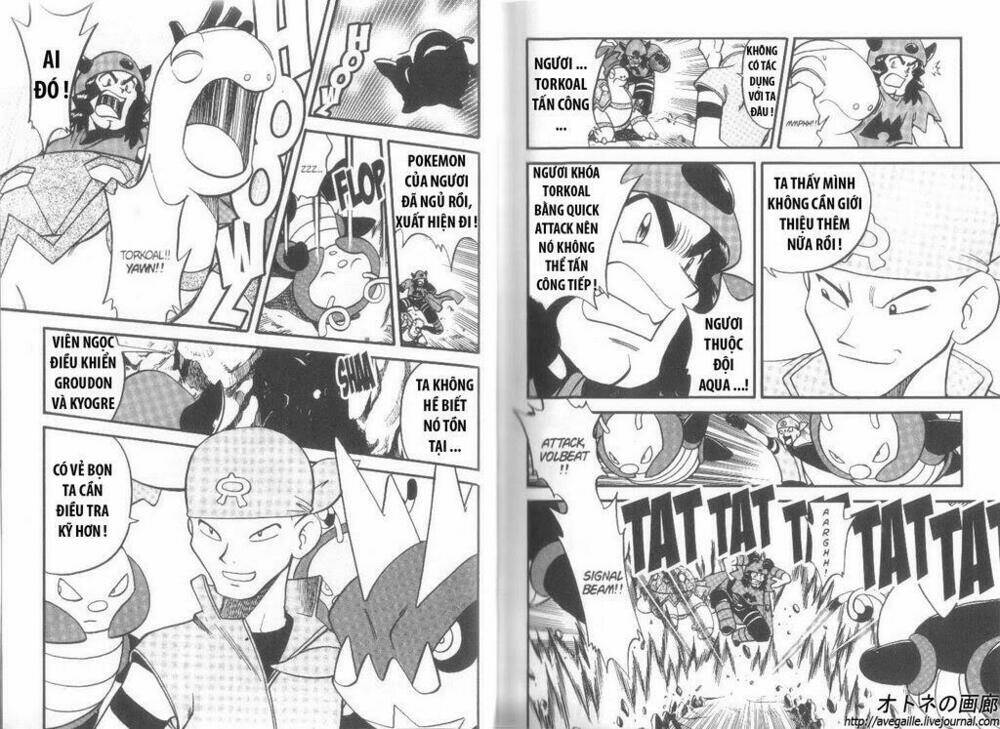 AI
ĐÓ !
HOOW
HOOWL
TORKOAL!!
YAWN!!
ZZZ...
FLOP
POKEMON
CỦA NGƯƠI
ĐÃ NGỦ RỒI,
XUẤT HIỆN ĐI !
VIÊN NGỌC
ĐIỀU KHIỂN
GROUDON
VÀ KYOGRE
SHAA
TA KHÔNG
HỀ BIẾT
NÓ TỒN
TẠI ...
CÓ VẺ BỌN
TA CẦN
ĐIỀU TRA
KỸ HƠN !
NGƯƠI ...
TORKOAL
TẤN CÔNG
...
KHÔNG
CÓ TÁC
DỤNG
VỚI TA
ĐÂU !
MMPHH!!
NGƯƠI KHÓA
TORKOAL
BẰNG QUICK
ATTACK NÊN
NÓ KHÔNG
THỂ TẤN
CÔNG TIẾP !
NGƯƠI
THUỘC
ĐỘI
AQUA ...!
TA THẤY MÌNH
KHÔNG CẦN GIỚI
THIỆU THÊM
NỮA RỒI !
ATTACK,
VOLBEAT
!!
SIGNAL
BEAM!!
TAT TAT T
AARGHH
TAT TAT
オトネの画廊
http://avegaille.livejournal.com